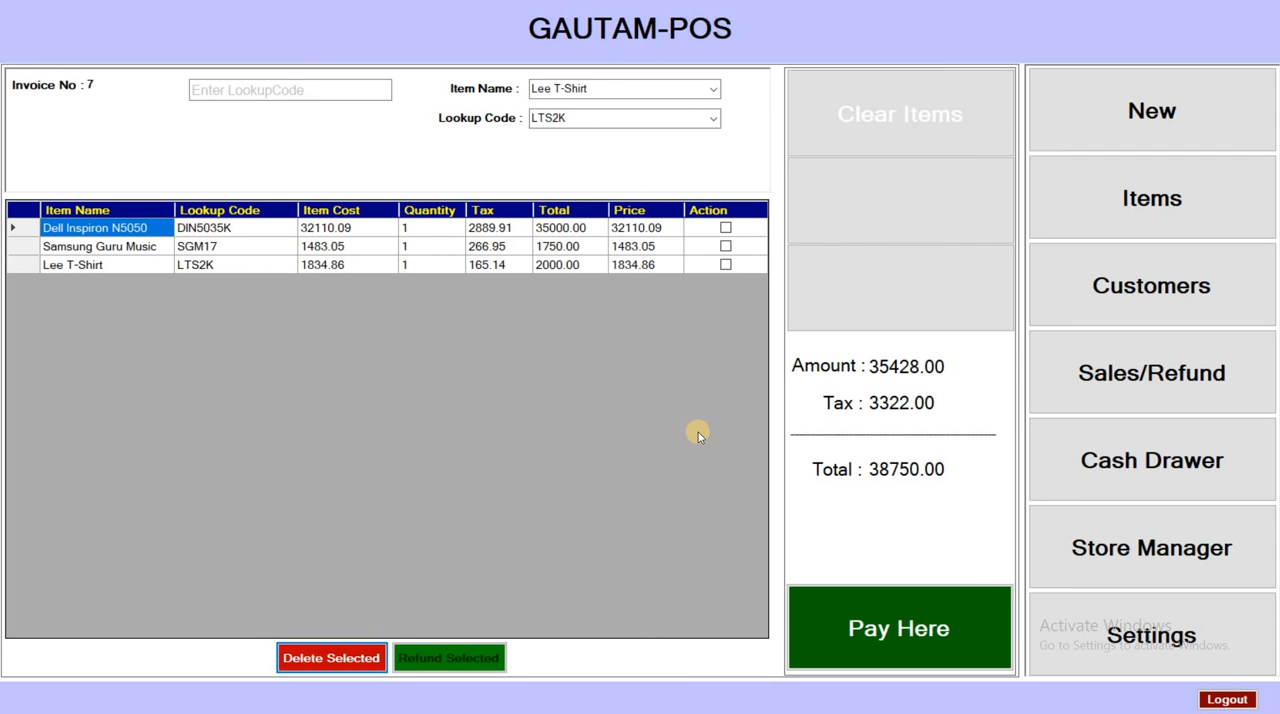 GAUTAM-POS
Invoice No : 7
Enter LookupCode
Item Name : Lee T-Shirt
Lookup Code : LTS2K
Item Name Lookup Code Item Cost Quantity Tax Total Price Action
Dell Inspiron N5050 DIN5035K 32110.09 1 2889.91 35000.00 32110.09
Samsung Guru Music SGM17 1483.05 1 266.95 1750.00 1483.05
Lee T-Shirt LTS2K 1834.86 1 165.14 2000.00 1834.86
Delete Selected Refund Selected
Clear Items
Amount : 35428.00
Tax : 3322.00
Total : 38750.00
Pay Here
New
Items
Customers
Sales/Refund
Cash Drawer
Store Manager
Settings
Activate Windows
Go to Settings to activate Windows.
Logout